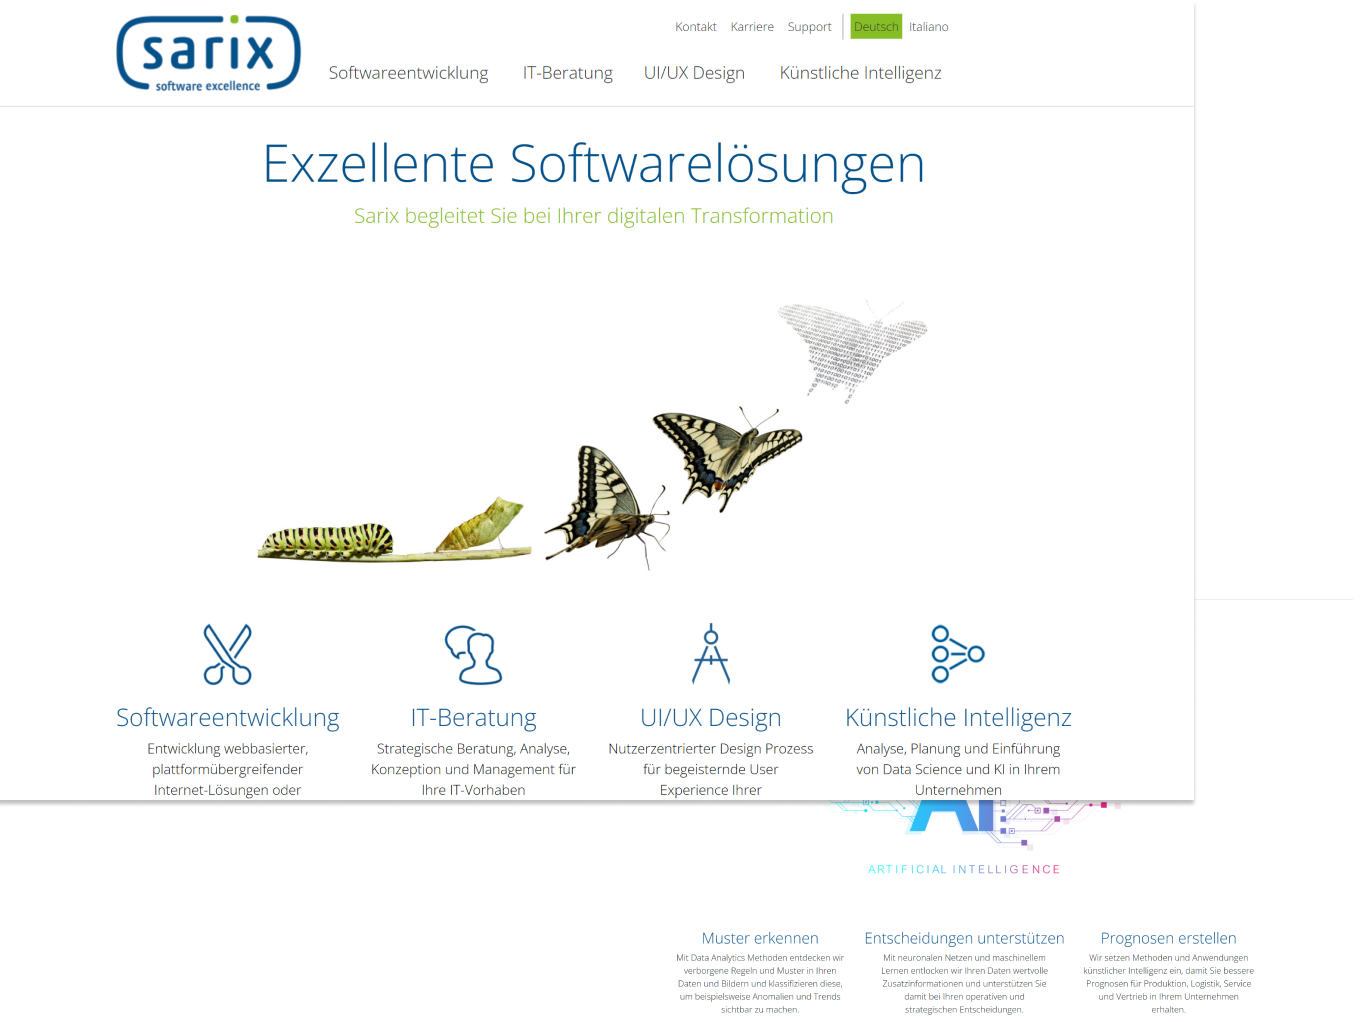 sarix
software excellence
Kontakt Karriere Support Deutsch Italiano
Softwareentwicklung IT-Beratung UI/UX Design Künstliche Intelligenz
Exzellente Softwarelösungen
Sarix begleitet Sie bei Ihrer digitalen Transformation
Softwareentwicklung
Entwicklung webbasierter,
plattformübergreifender
Internet-Lösungen oder
IT-Beratung
Strategische Beratung, Analyse,
Konzeption und Management für
Ihre IT-Vorhaben
UI/UX Design
Nutzerzentrierter Design Prozess
für begeisternde User
Experience Ihrer
Künstliche Intelligenz
Analyse, Planung und Einführung
von Data Science und KI in Ihrem
Unternehmen
AI
ARTIFICIAL INTELLIGENCE
Muster erkennen
Mit Data Analytics Methoden entdecken wir
verborgene Regeln und Muster in Ihren
Daten und Bildern und klassifizieren diese,
um beispielsweise Anomalien und Trends
sichtbar zu machen.
Entscheidungen unterstützen
Mit neuronalen Netzen und maschinellem
Lernen entlocken wir Ihren Daten wertvolle
Zusatzinformationen und unterstützen Sie
damit bei Ihren operativen und
strategischen Entscheidungen.
Prognosen erstellen
Wir setzen Methoden und Anwendungen
künstlicher Intelligenz ein, damit Sie bessere
Prognosen für Produktion, Logistik, Service
und Vertrieb in Ihrem Unternehmen
erhalten.